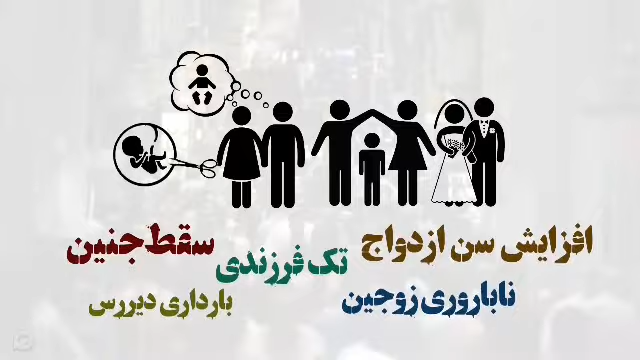 افزایش سن ازدواج
تک فرزندی
سقط جنین
ناباروری زوجین
بارداری دیررس